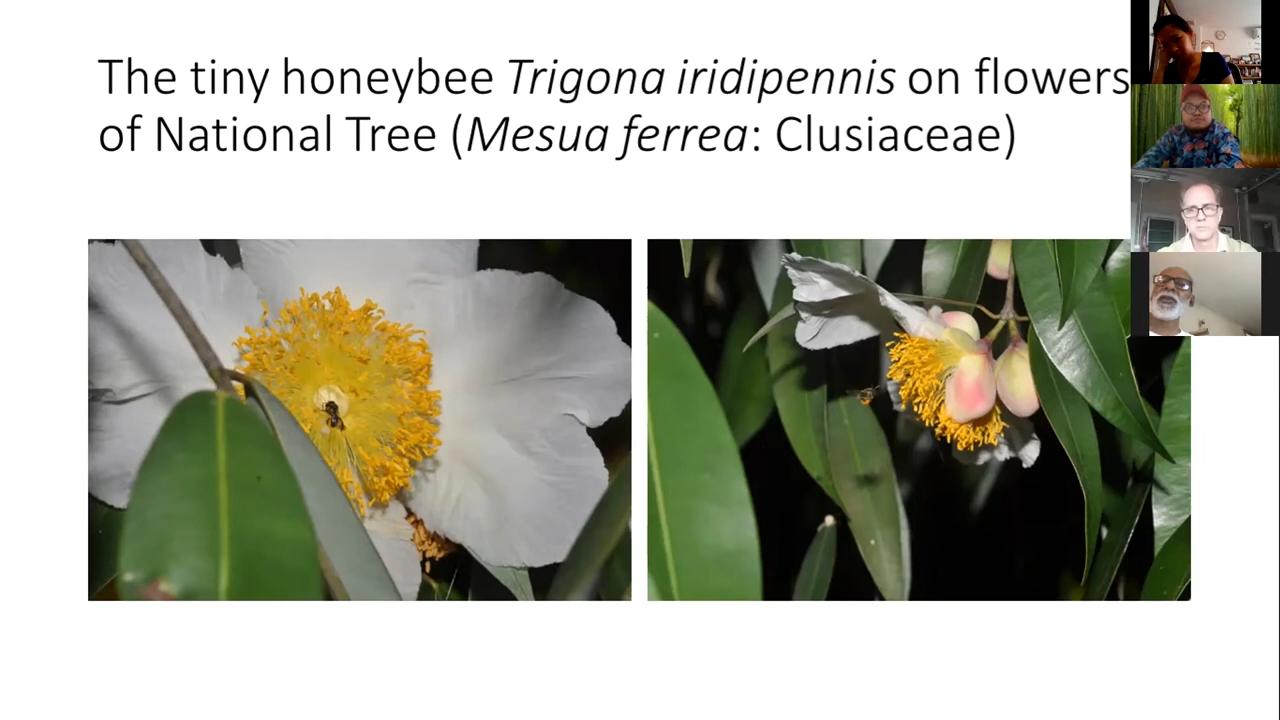 The tiny honeybee Trigona iridipennis on flowers
of National Tree (Mesua ferrea: Clusiaceae)